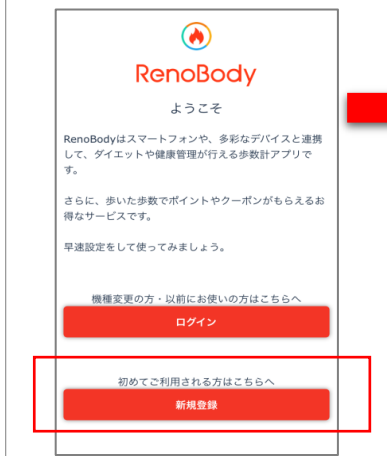 RenoBody
ようこそ
RenoBodyはスマートフォンや、多彩なデバイスと連携
して、ダイエットや健康管理が行える歩数計アプリで
す。
さらに、歩いた歩数でポイントやクーポンがもらえるお
得なサービスです。
早速設定をして使ってみましょう。
機種変更の方・以前にお使いの方はこちらへ
ログイン
初めてご利用される方はこちらへ
新規登録